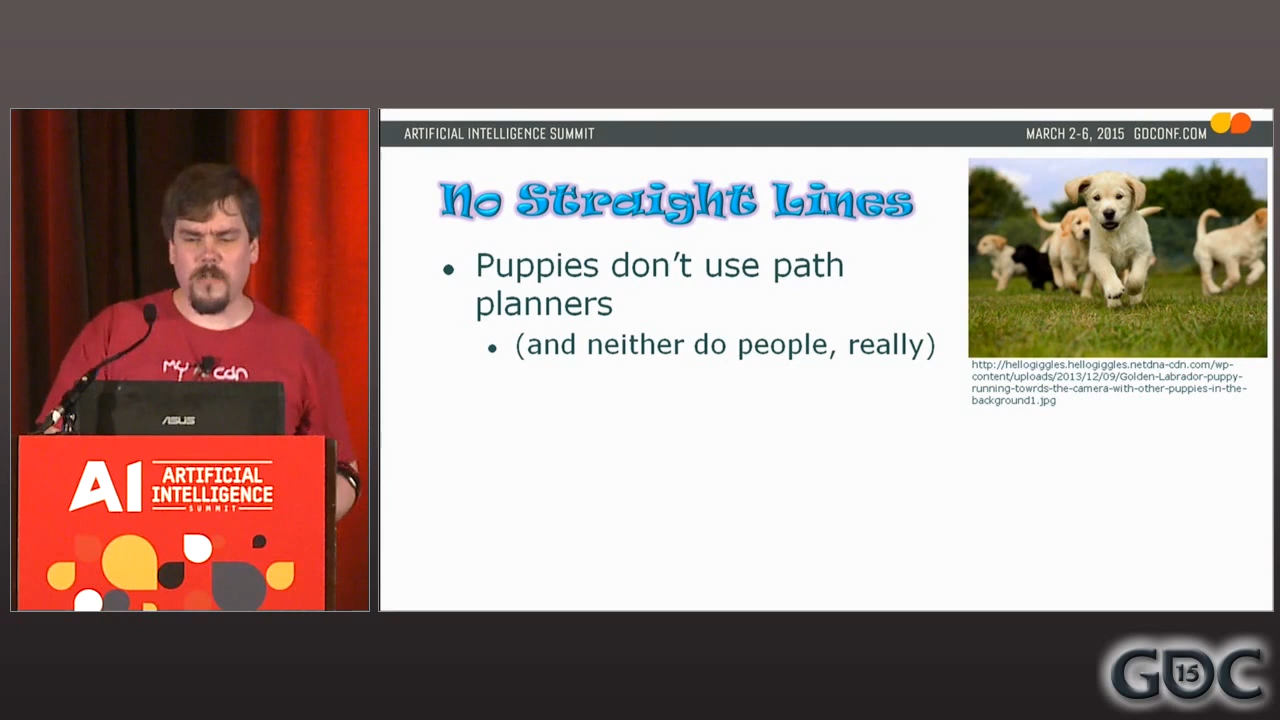 ARTIFICIAL INTELLIGENCE SUMMIT
MARCH 2-6, 2015 GDCONF.COM
No Straight Lines
• Puppies don't use path
planners
• (and neither do people, really)
http://hellogiggles.hellogiggles.netdna-cdn.com/wp-
content/uploads/2013/12/09/Golden-Labrador-puppy-
running-towrds-the-camera-with-other-puppies-in-the-
background1.jpg
my cdn
ASUS
AI ARTIFICIAL
INTELLIGENCE
SUMMIT
GDC
15